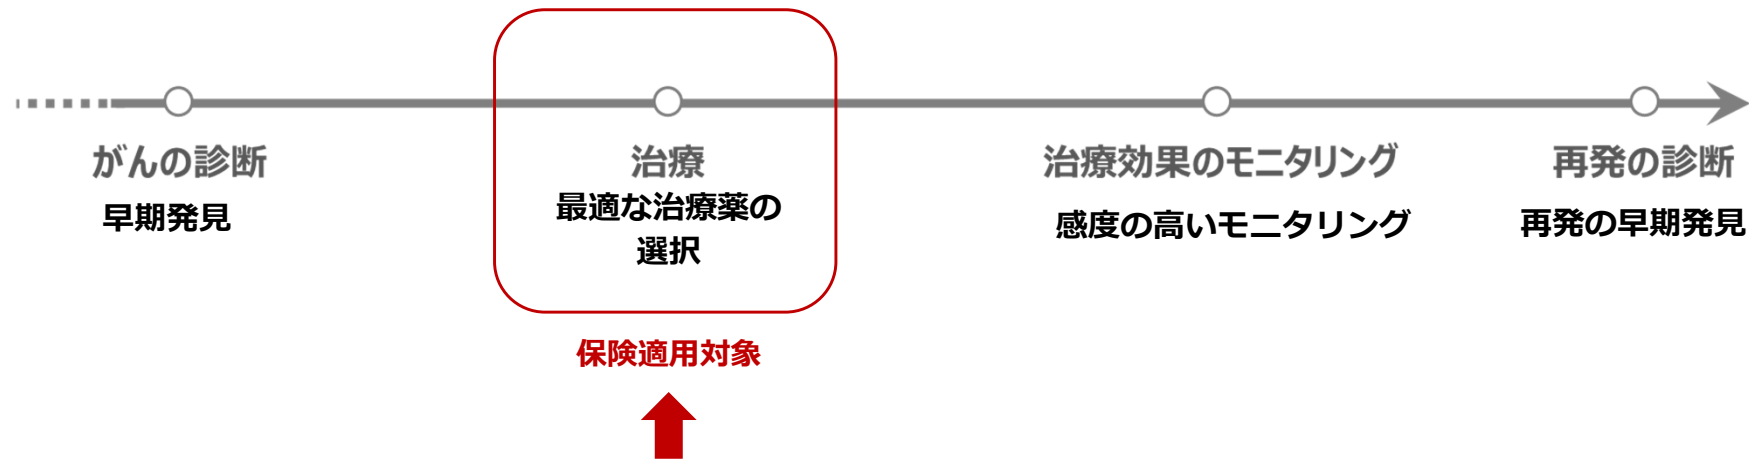 がんの診断
早期発見
治療
最適な治療薬の
選択
治療効果のモニタリング
感度の高いモニタリング
再発の診断
再発の早期発見
保険適用対象